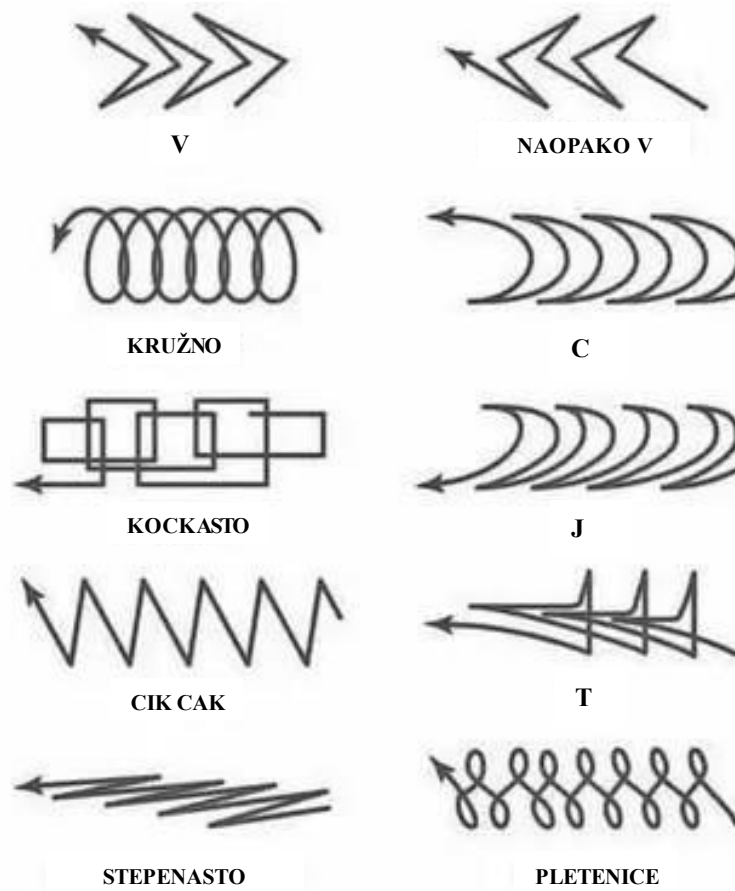 V
NAOPAKO V
KRUŽNO
C
KOCKASTO
J
CIK CAK
T
STEPENASTO
PLETENICE